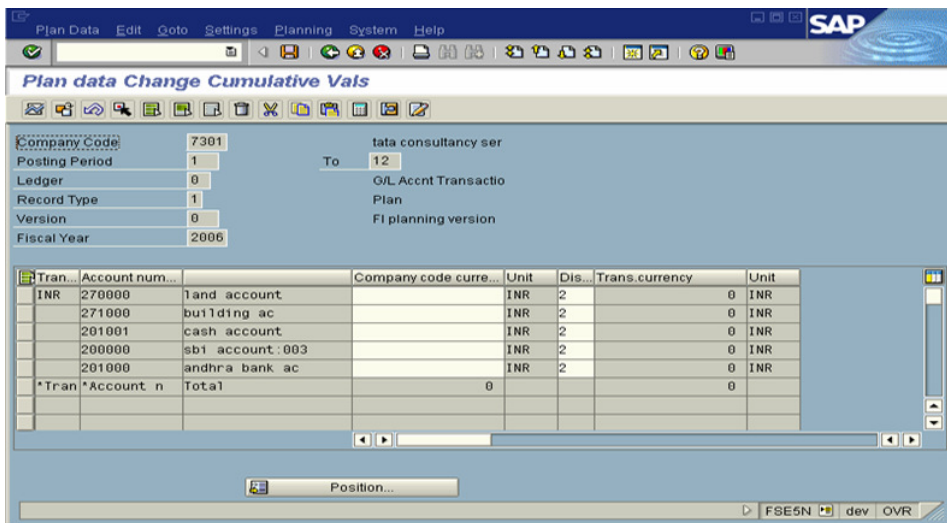 Plan Data Edit Goto Settings Planning System Help
SAP
Plan data Change Cumulative Vals
Company Code 7301 tata consultancy ser
Posting Period 1 To 12
Ledger 0 G/L Accnt Transactio
Record Type 1 Plan
Version 0 FI planning version
Fiscal Year 2006
Tran... Account num... Company code curre... Unit Dis... Trans.currency Unit
INR 270000 land account INR 2 0 INR
271000 building ac INR 2 0 INR
201001 cash account INR 2 0 INR
200000 sbi account:003 INR 2 0 INR
201000 andhra bank ac INR 2 0 INR
*Tran *Account n Total 0 0
Position...
FSE5N dev OVR